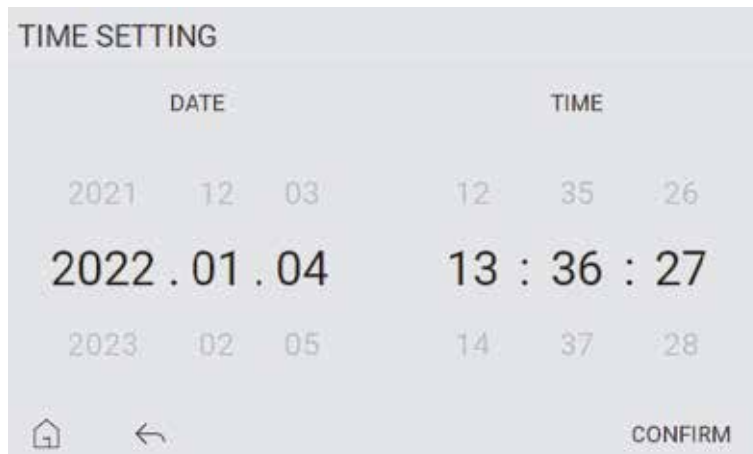 TIME SETTING
DATE TIME
2021 12 03 12 35 26
2022 . 01 . 04 13 : 36 : 27
2023 02 05 14 37 28
CONFIRM